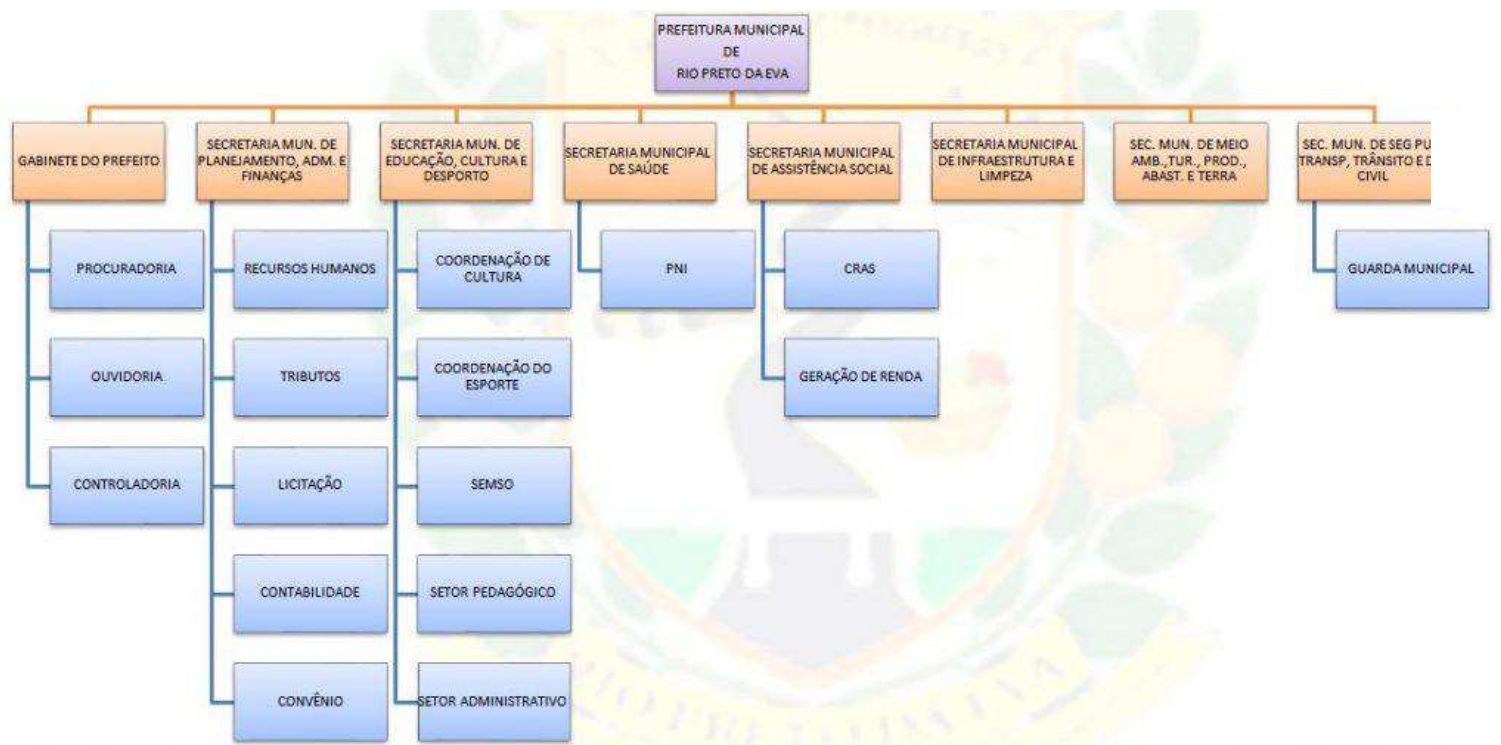 PREFEITURA MUNICIPAL
DE
RIO PRETO DA EVA
GABINETE DO PREFEITO
SECRETARIA MUN. DE
PLANEJAMENTO, ADM. E
FINANÇAS
SECRETARIA MUN. DE
EDUCAÇÃO, CULTURA E
DESPORTO
SECRETARIA MUNICIPAL
DE SAÚDE
SECRETARIA MUNICIPAL
DE ASSISTÊNCIA SOCIAL
SECRETARIA MUNICIPAL
DE INFRAESTRUTURA E
LIMPEZA
SEC. MUN. DE MEIO
AMB.,TUR., PROD.,
ABAST. E TERRA
SEC. MUN. DE SEG
TRANSP, TRÂNSITO E
CIVIL
PROCURADORIA
OUVIDORIA
CONTROLADORIA
RECURSOS HUMANOS
TRIBUTOS
LICITAÇÃO
CONTABILIDADE
CONVÊNIO
COORDENAÇÃO DE
CULTURA
COORDENAÇÃO DO
ESPORTE
SEMSO
SETOR PEDAGÓGICO
SETOR ADMINISTRATIVO
PNI
CRAS
GERAÇÃO DE RENDA
GUARDA MUNICIPAL
RIO PRETO DA EVA